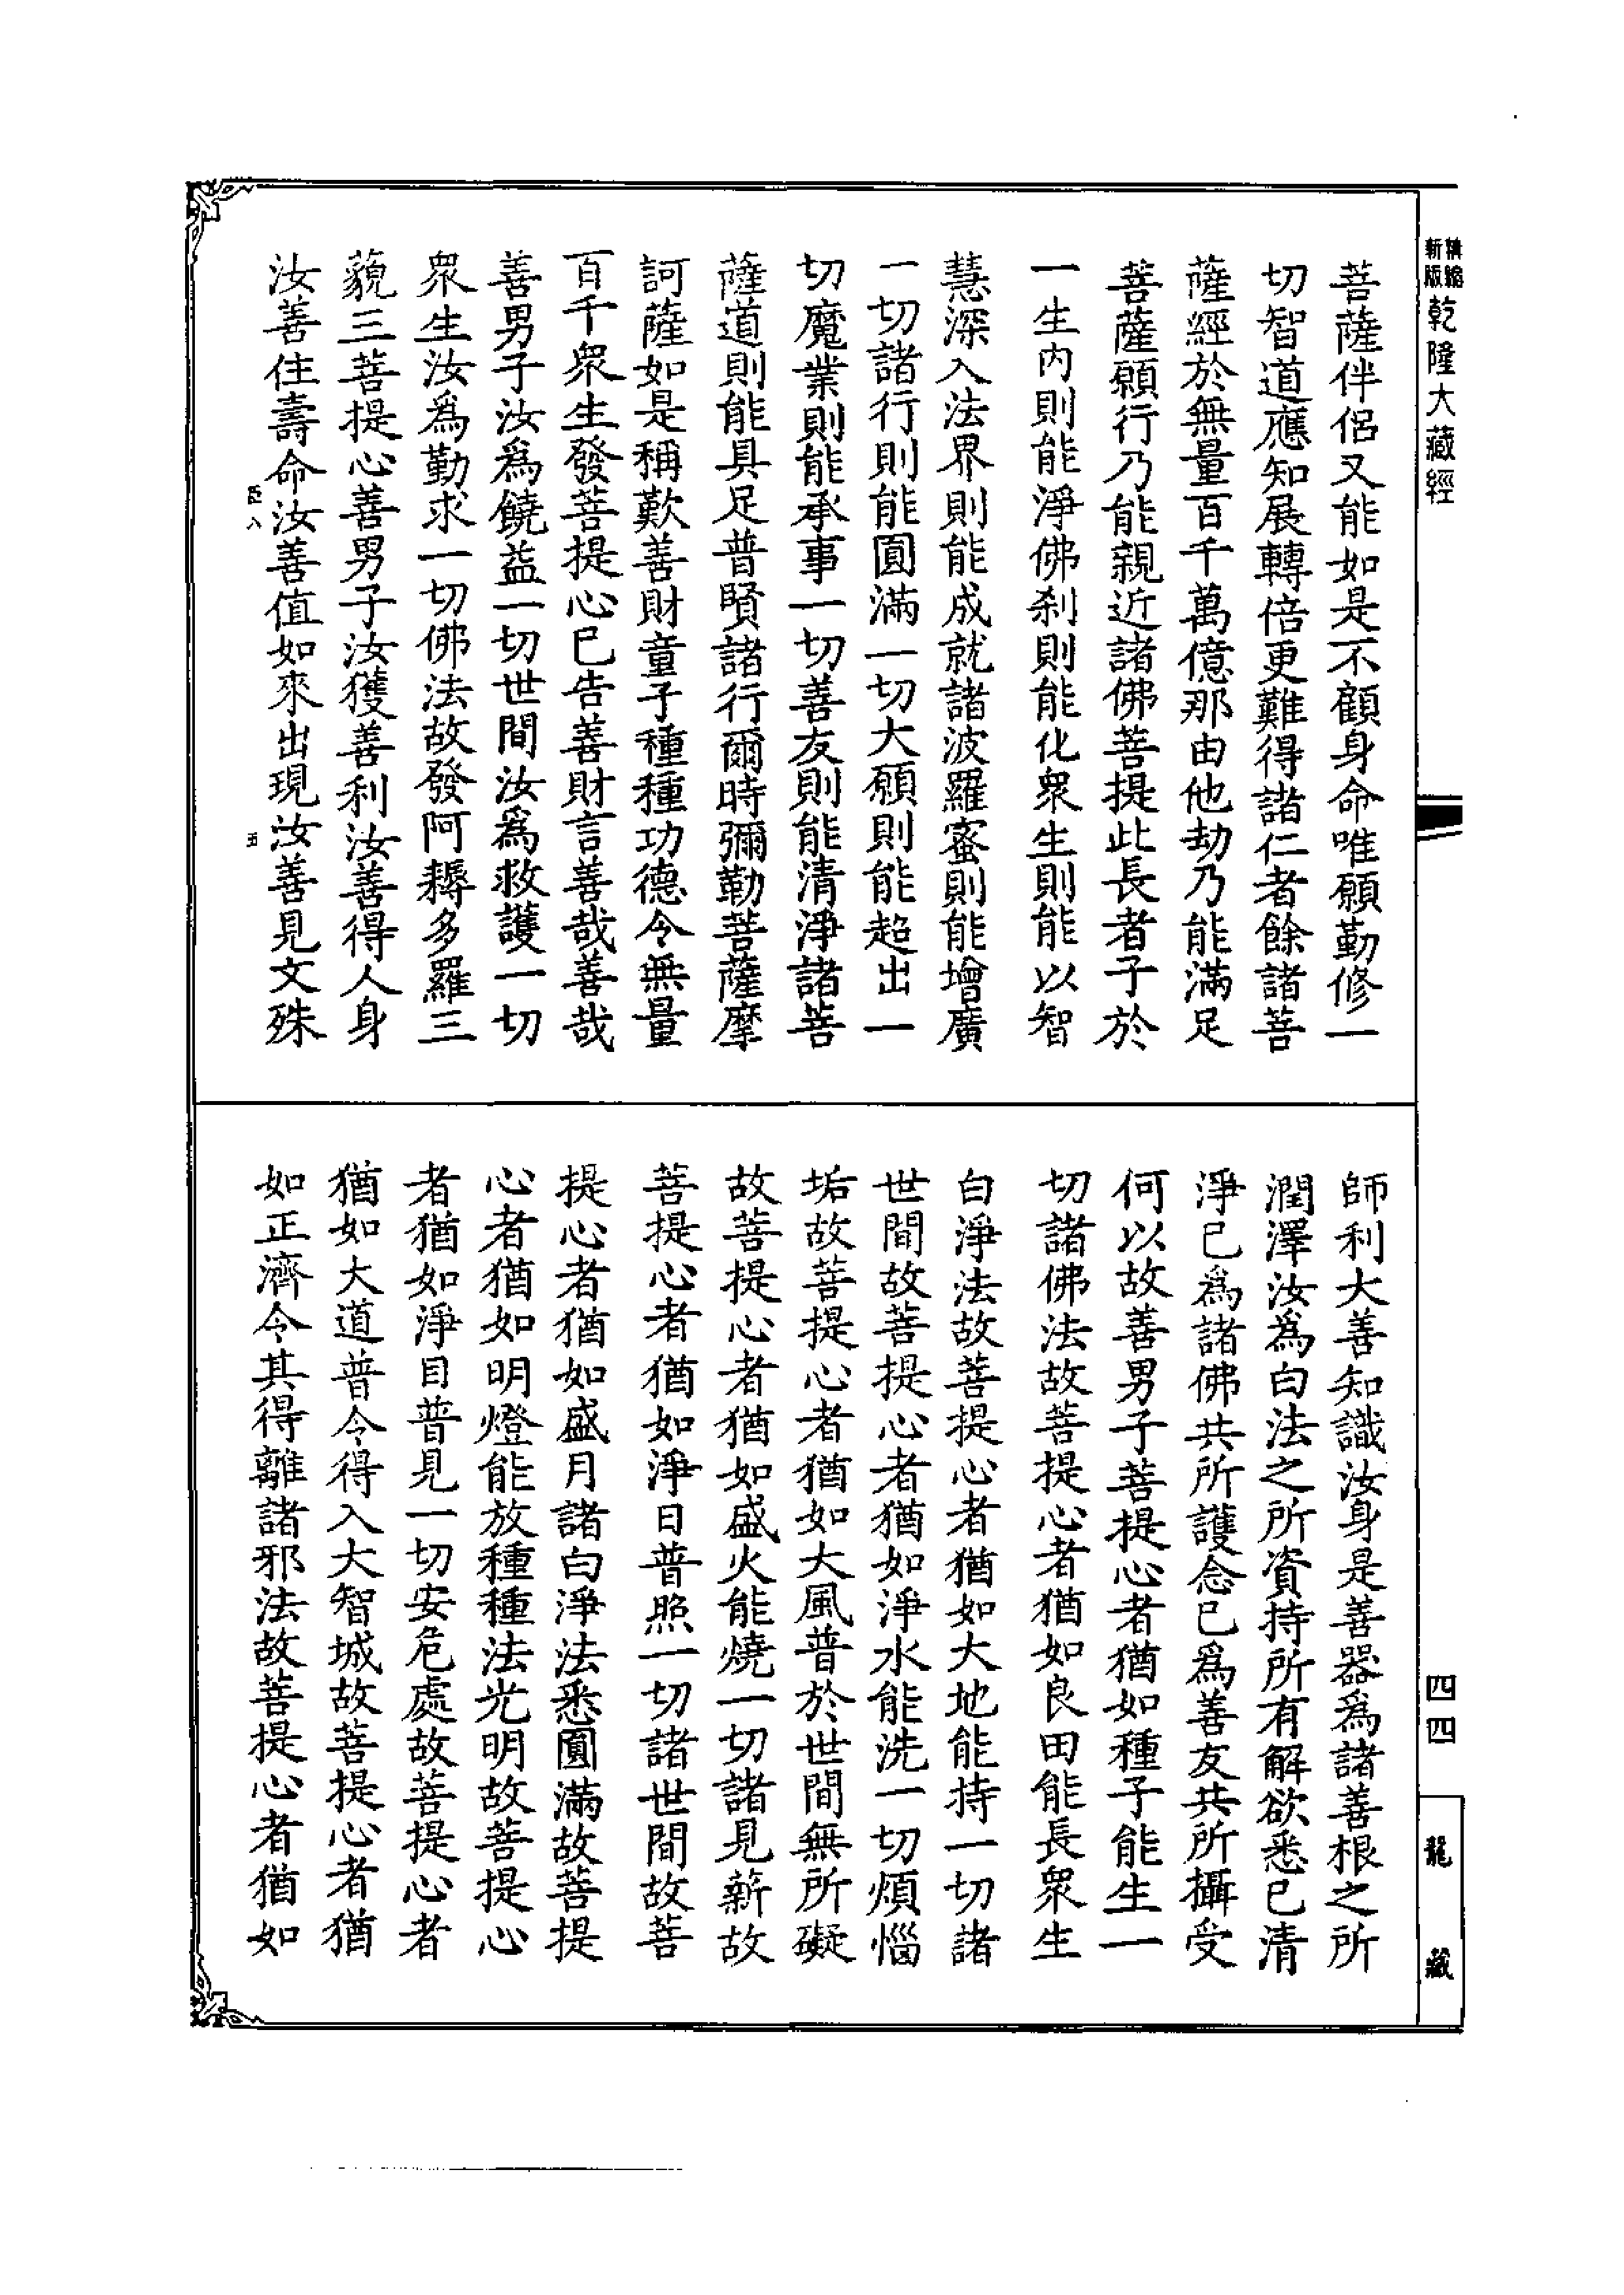 精縮
新版
乾隆大藏經
菩薩伴侶又能如是不顧身命唯願勤修一
切智道應知展轉倍更難得諸仁者餘諸菩
薩經於無量百千萬億那由他劫乃能滿足
菩薩願行乃能親近諸佛菩提此長者子於
一生內則能淨佛剎則能化衆生則能以智
慧深入法界則能成就諸波羅蜜則能增廣
一切諸行則能圓滿一切大願則能超出一
切魔業則能承事一切善友則能清淨諸菩
薩道則能具足普賢諸行爾時彌勒菩薩摩
訶薩如是稱歎善財童子種種功德令無量
百千衆生發菩提心已告善財言善哉善哉
善男子汝爲饒益一切世間汝爲救護一切
衆生汝爲勤求一切佛法故發阿耨多羅三
藐三菩提心善男子汝獲善利汝善得人身
汝善住壽命汝善值如來出現汝善見文殊
五
師利大善知識汝身是善器爲諸善根之所
潤澤汝爲白法之所資持所有解欲悉已清
淨已爲諸佛共所護念已爲善友共所攝受
何以故善男子菩提心者猶如種子能生一
切諸佛法故菩提心者猶如良田能長衆生
白淨法故菩提心者猶如大地能持一切諸
世間故菩提心者猶如淨水能洗一切煩惱
垢故菩提心者猶如大風普於世間無所礙
故菩提心者猶如盛火能燒一切諸見薪故
菩提心者猶如淨日普照一切諸世間故菩
提心者猶如盛月諸白淨法悉圓滿故菩提
心者猶如明燈能放種種法光明故菩提心
者猶如淨目普見一切安危處故菩提心者
猶如大道普令得入大智城故菩提心者猶
如正濟令其得離諸邪法故菩提心者猶如
四四
龍藏